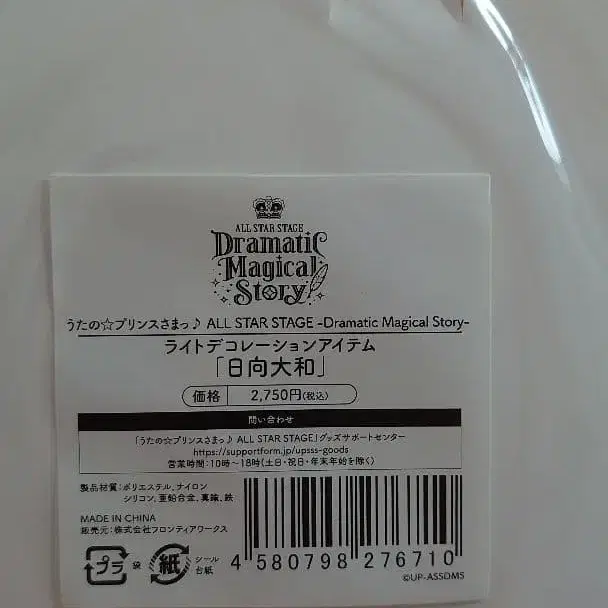 ALL STAR STAGE
Dramatic
Magical
Story
うたの☆プリンスさまっ♪ ALL STAR STAGE -Dramatic Magical Story-
ライトデコレーションアイテム
「日向大和」
価格 2,750円(税込)
問い合わせ
「うたの☆プリンスさまっ♪ ALL STAR STAGE」グッズサポートセンター
https://supportform.jp/upsss-goods
営業時間:10時~18時(土日・祝日・年末年始を除く)
製品材質:ポリエステル、ナイロン
シリコン、亜鉛合金、真鍮、鉄
MADE IN CHINA
販売元:株式会社フロンティアワークス
プラ 袋 紙 シール
台紙
4 580798 276710
©UP-ASSDMS